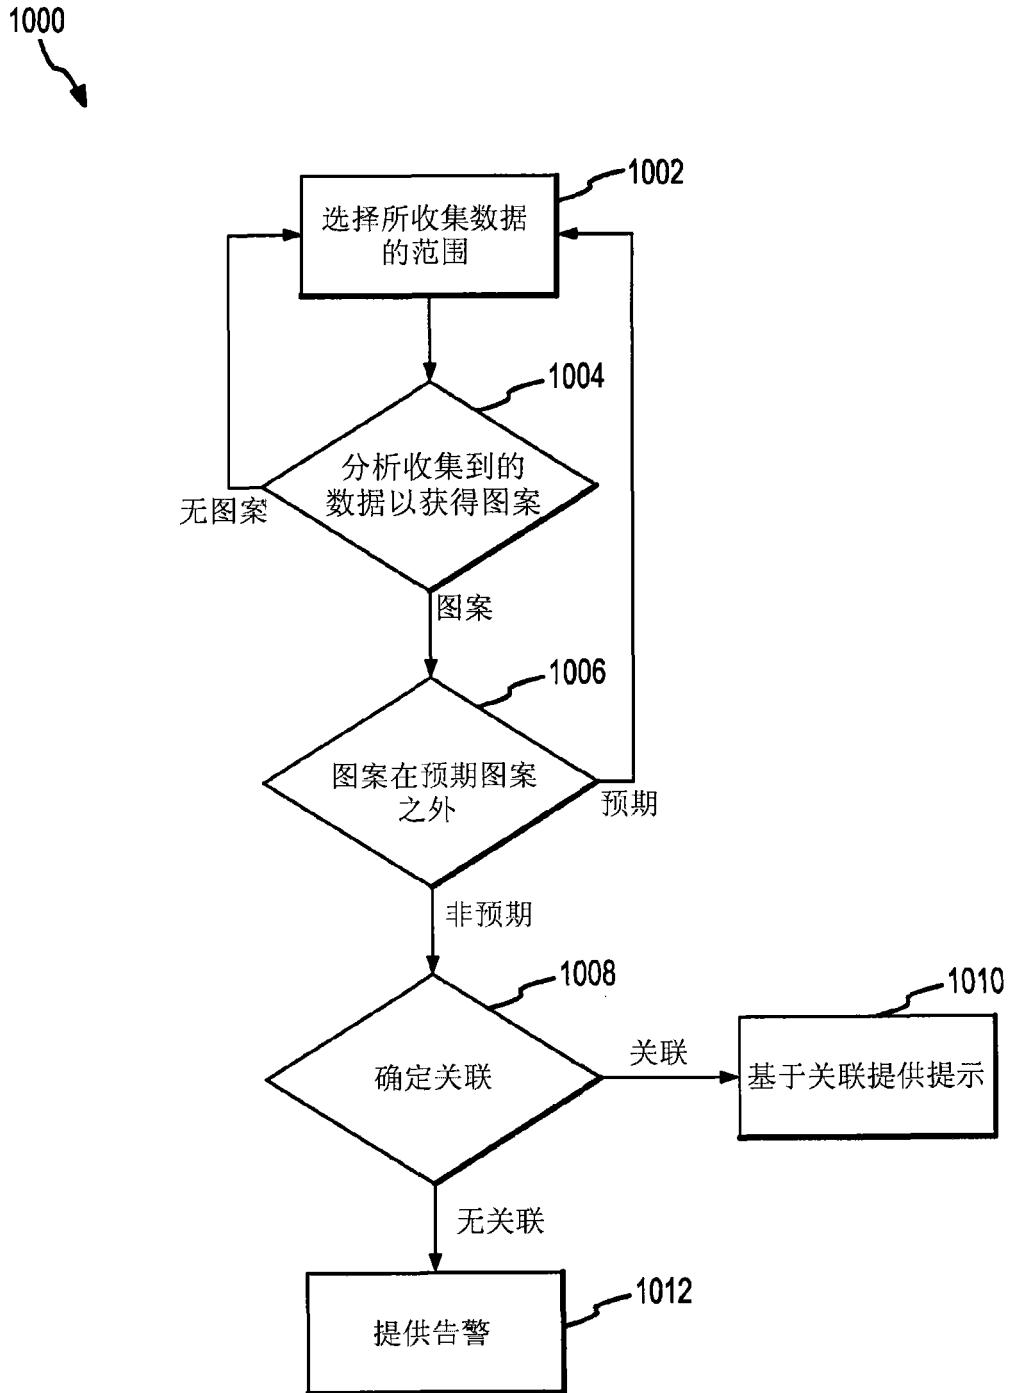 1000
1002
选择所收集数据
的范围
1004
分析收集到的
数据以获得图案
无图案
图案
1006
图案在预期图案
之外
预期
非预期
1008
确定关联
关联
1010
基于关联提供提示
无关联
1012
提供告警